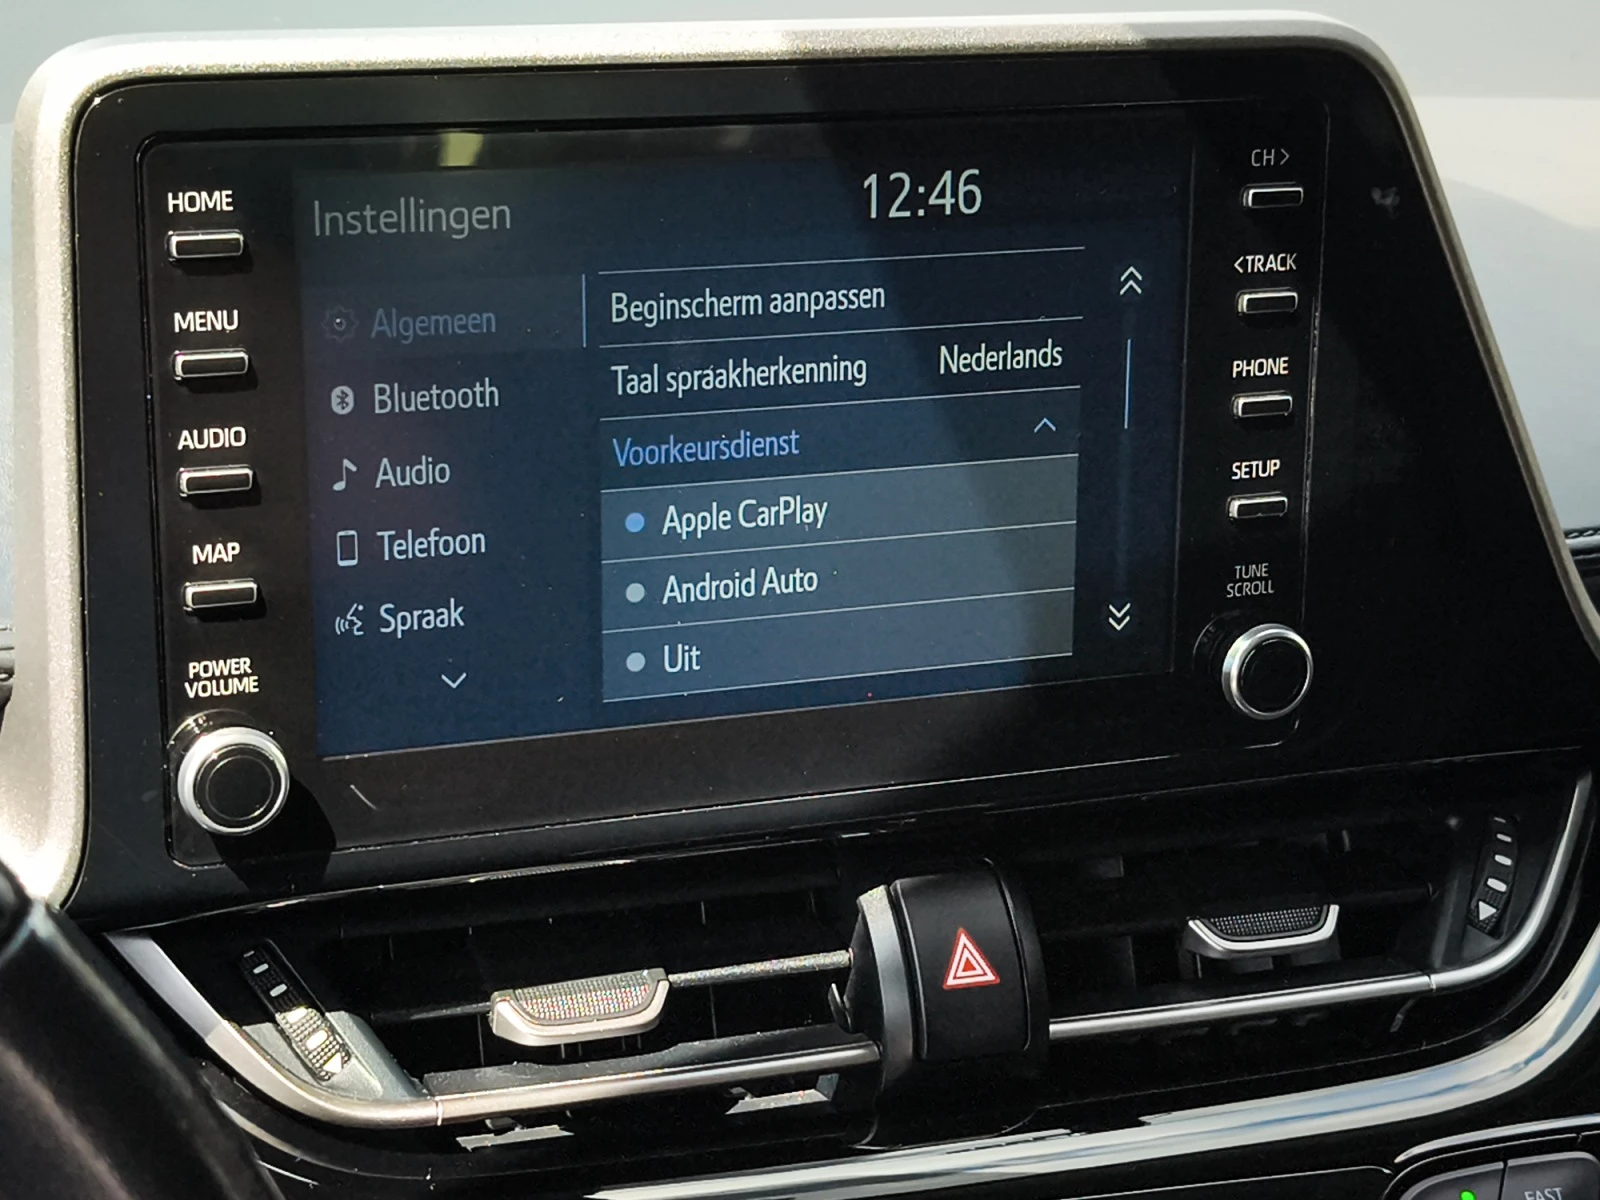 HOME
MENU
AUDIO
MAP
POWER
VOLUME
Instellingen
12:46
Algemeen
Bluetooth
Audio
Telefoon
Spraak
Beginscherm aanpassen
Taal spraakherkenning Nederlands
Voorkeursdienst
Apple CarPlay
Android Auto
Uit
CH >
<TRACK
PHONE
SETUP
TUNE
SCROLL
FAST